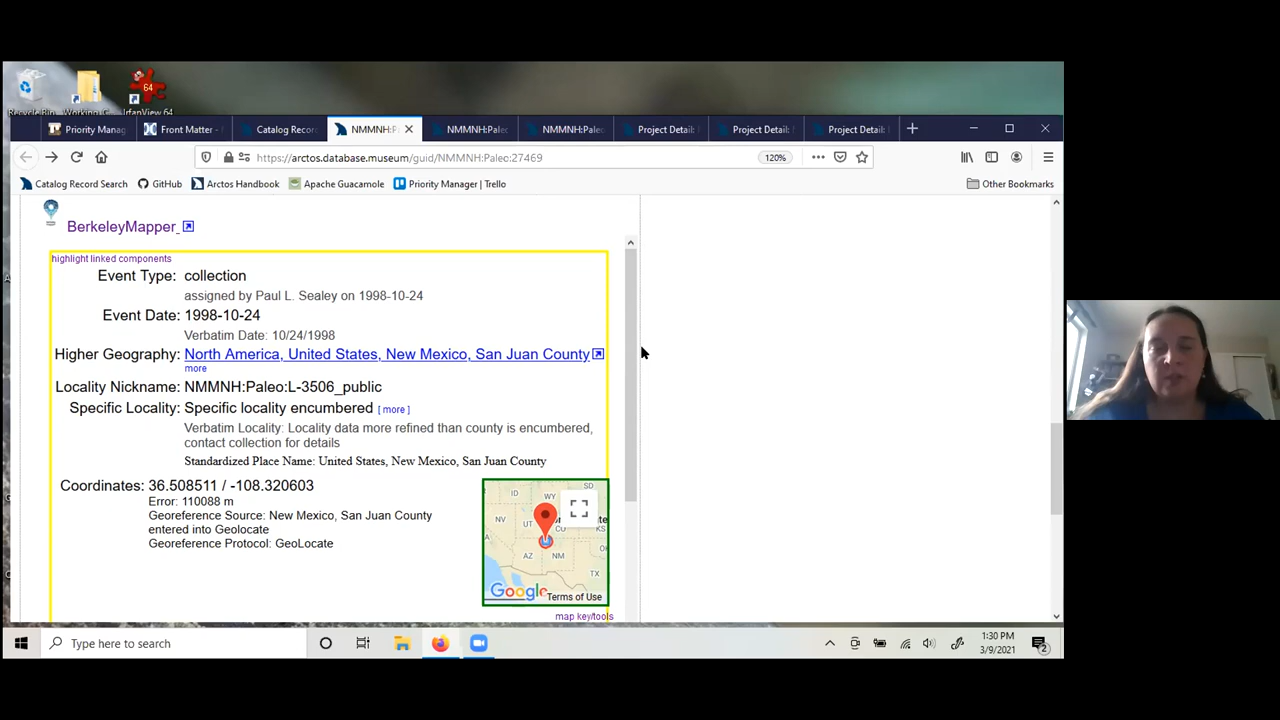 64
Recycle Bin
Working_C...
IrfanView 64
Priority Manag
Front Matter -
Catalog Recor
NMMNH:P
NMMNH:Pale
NMMNH:Pale
Project Detail:
Project Detail:
Project Detail:
https://arctos.database.museum/guid/NMMNH:Paleo:27469
120%
Catalog Record Search
GitHub
Arctos Handbook
Apache Guacamole
Priority Manager | Trello
Other Bookmarks
BerkeleyMapper
highlight linked components
Event Type: collection
assigned by Paul L. Sealey on 1998-10-24
Event Date: 1998-10-24
Verbatim Date: 10/24/1998
Higher Geography: North America, United States, New Mexico, San Juan County
more
Locality Nickname: NMMNH:Paleo:L-3506_public
Specific Locality: Specific locality encumbered [ more ]
Verbatim Locality: Locality data more refined than county is encumbered,
contact collection for details
Standardized Place Name: United States, New Mexico, San Juan County
Coordinates: 36.508511 / -108.320603
Error: 110088 m
Georeference Source: New Mexico, San Juan County
entered into Geolocate
Georeference Protocol: GeoLocate
ID
WY
SD
NV
UT
CO
KS
AZ
NM
TX
Google
Terms of Use
map key/tools
Type here to search
1:30 PM
3/9/2021
2